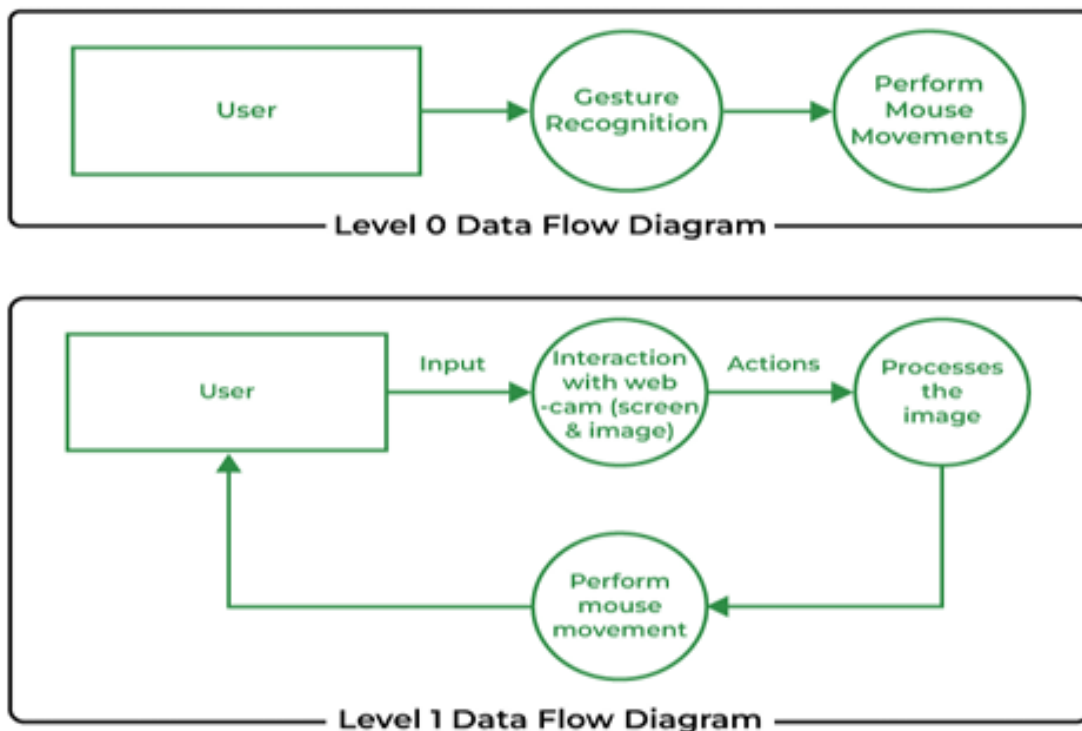 User
Gesture
Recognition
Perform
Mouse
Movements
Level 0 Data Flow Diagram
User
Input
Interaction
with web
-cam (screen
& image)
Actions
Processes
the
image
Perform
mouse
movement
Level 1 Data Flow Diagram